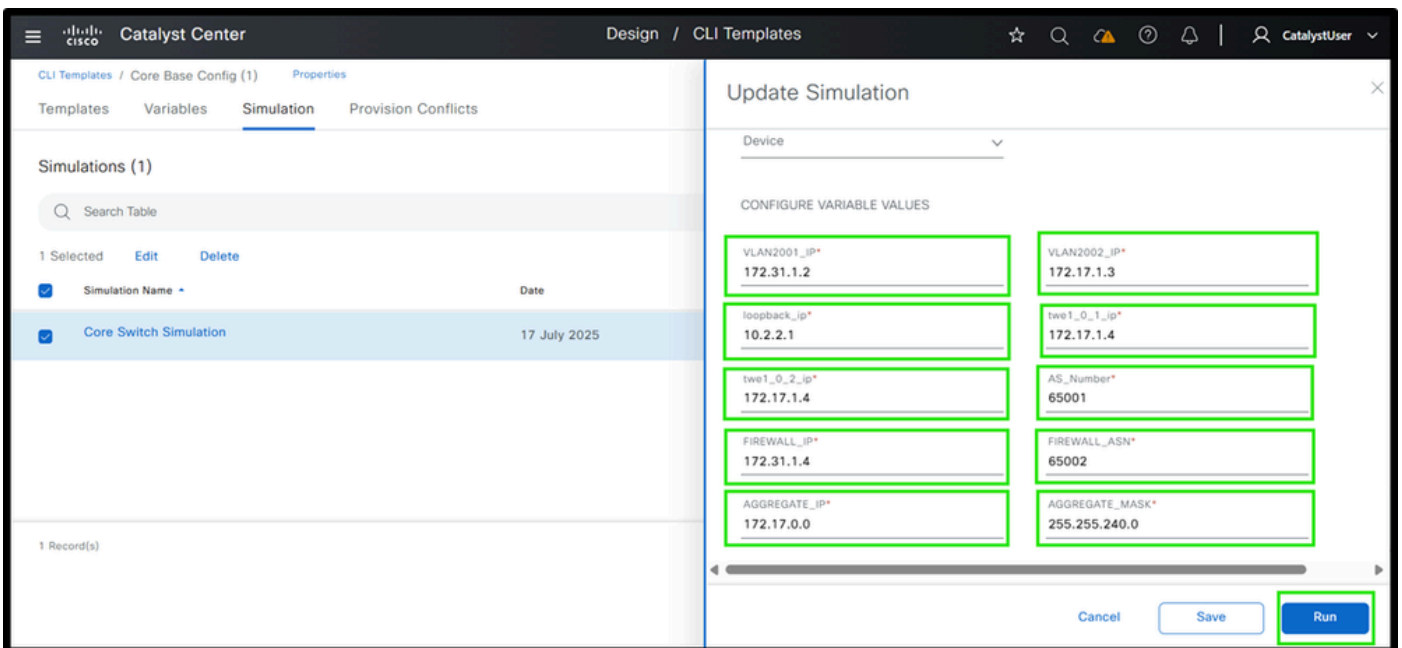 cisco Catalyst Center Design / CLI Templates CatalystUser
CLI Templates / Core Base Config (1) Properties
Templates Variables Simulation Provision Conflicts
Simulations (1)
Search Table
1 Selected Edit Delete
Simulation Name Date
Core Switch Simulation 17 July 2025
1 Record(s)
Update Simulation
Device
CONFIGURE VARIABLE VALUES
VLAN2001_IP* VLAN2002_IP*
172.31.1.2 172.17.1.3
loopback_ip* twe1_0_1_ip*
10.2.2.1 172.17.1.4
twe1_0_2_ip* AS_Number*
172.17.1.4 65001
FIREWALL_IP* FIREWALL_ASN*
172.31.1.4 65002
AGGREGATE_IP* AGGREGATE_MASK*
172.17.0.0 255.255.240.0
Cancel Save Run